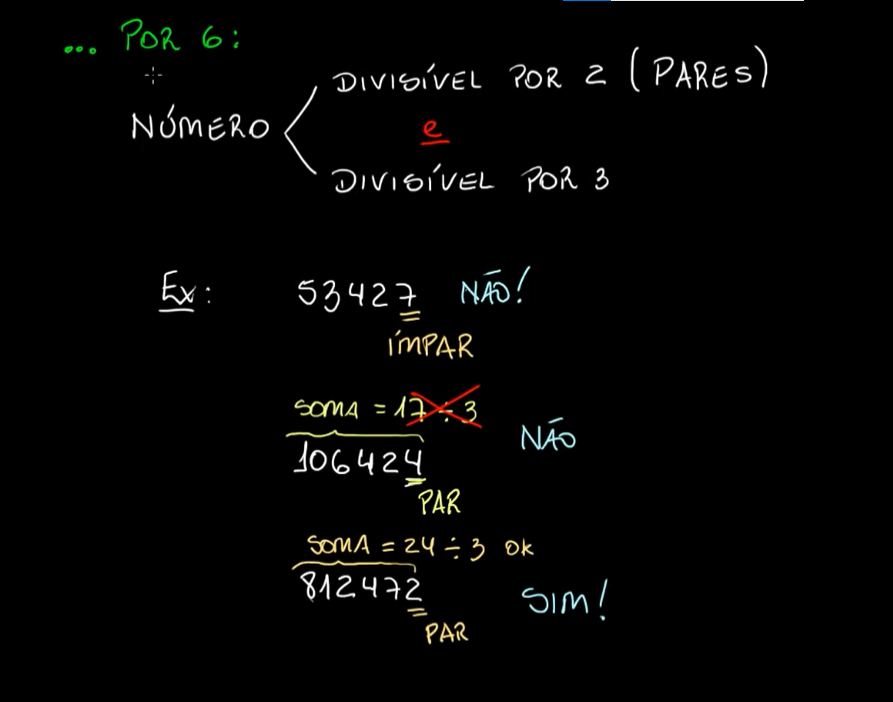 ... POR 6:
DIVISÍVEL POR 2 (PARES)
NÚMERO
e
DIVISÍVEL POR 3
Ex: 53427 NÃO!
ÍMPAR
SOMA = 17 ÷ 3
106424 NÃO
PAR
SOMA = 24 ÷ 3 OK
812472 SIM!
PAR